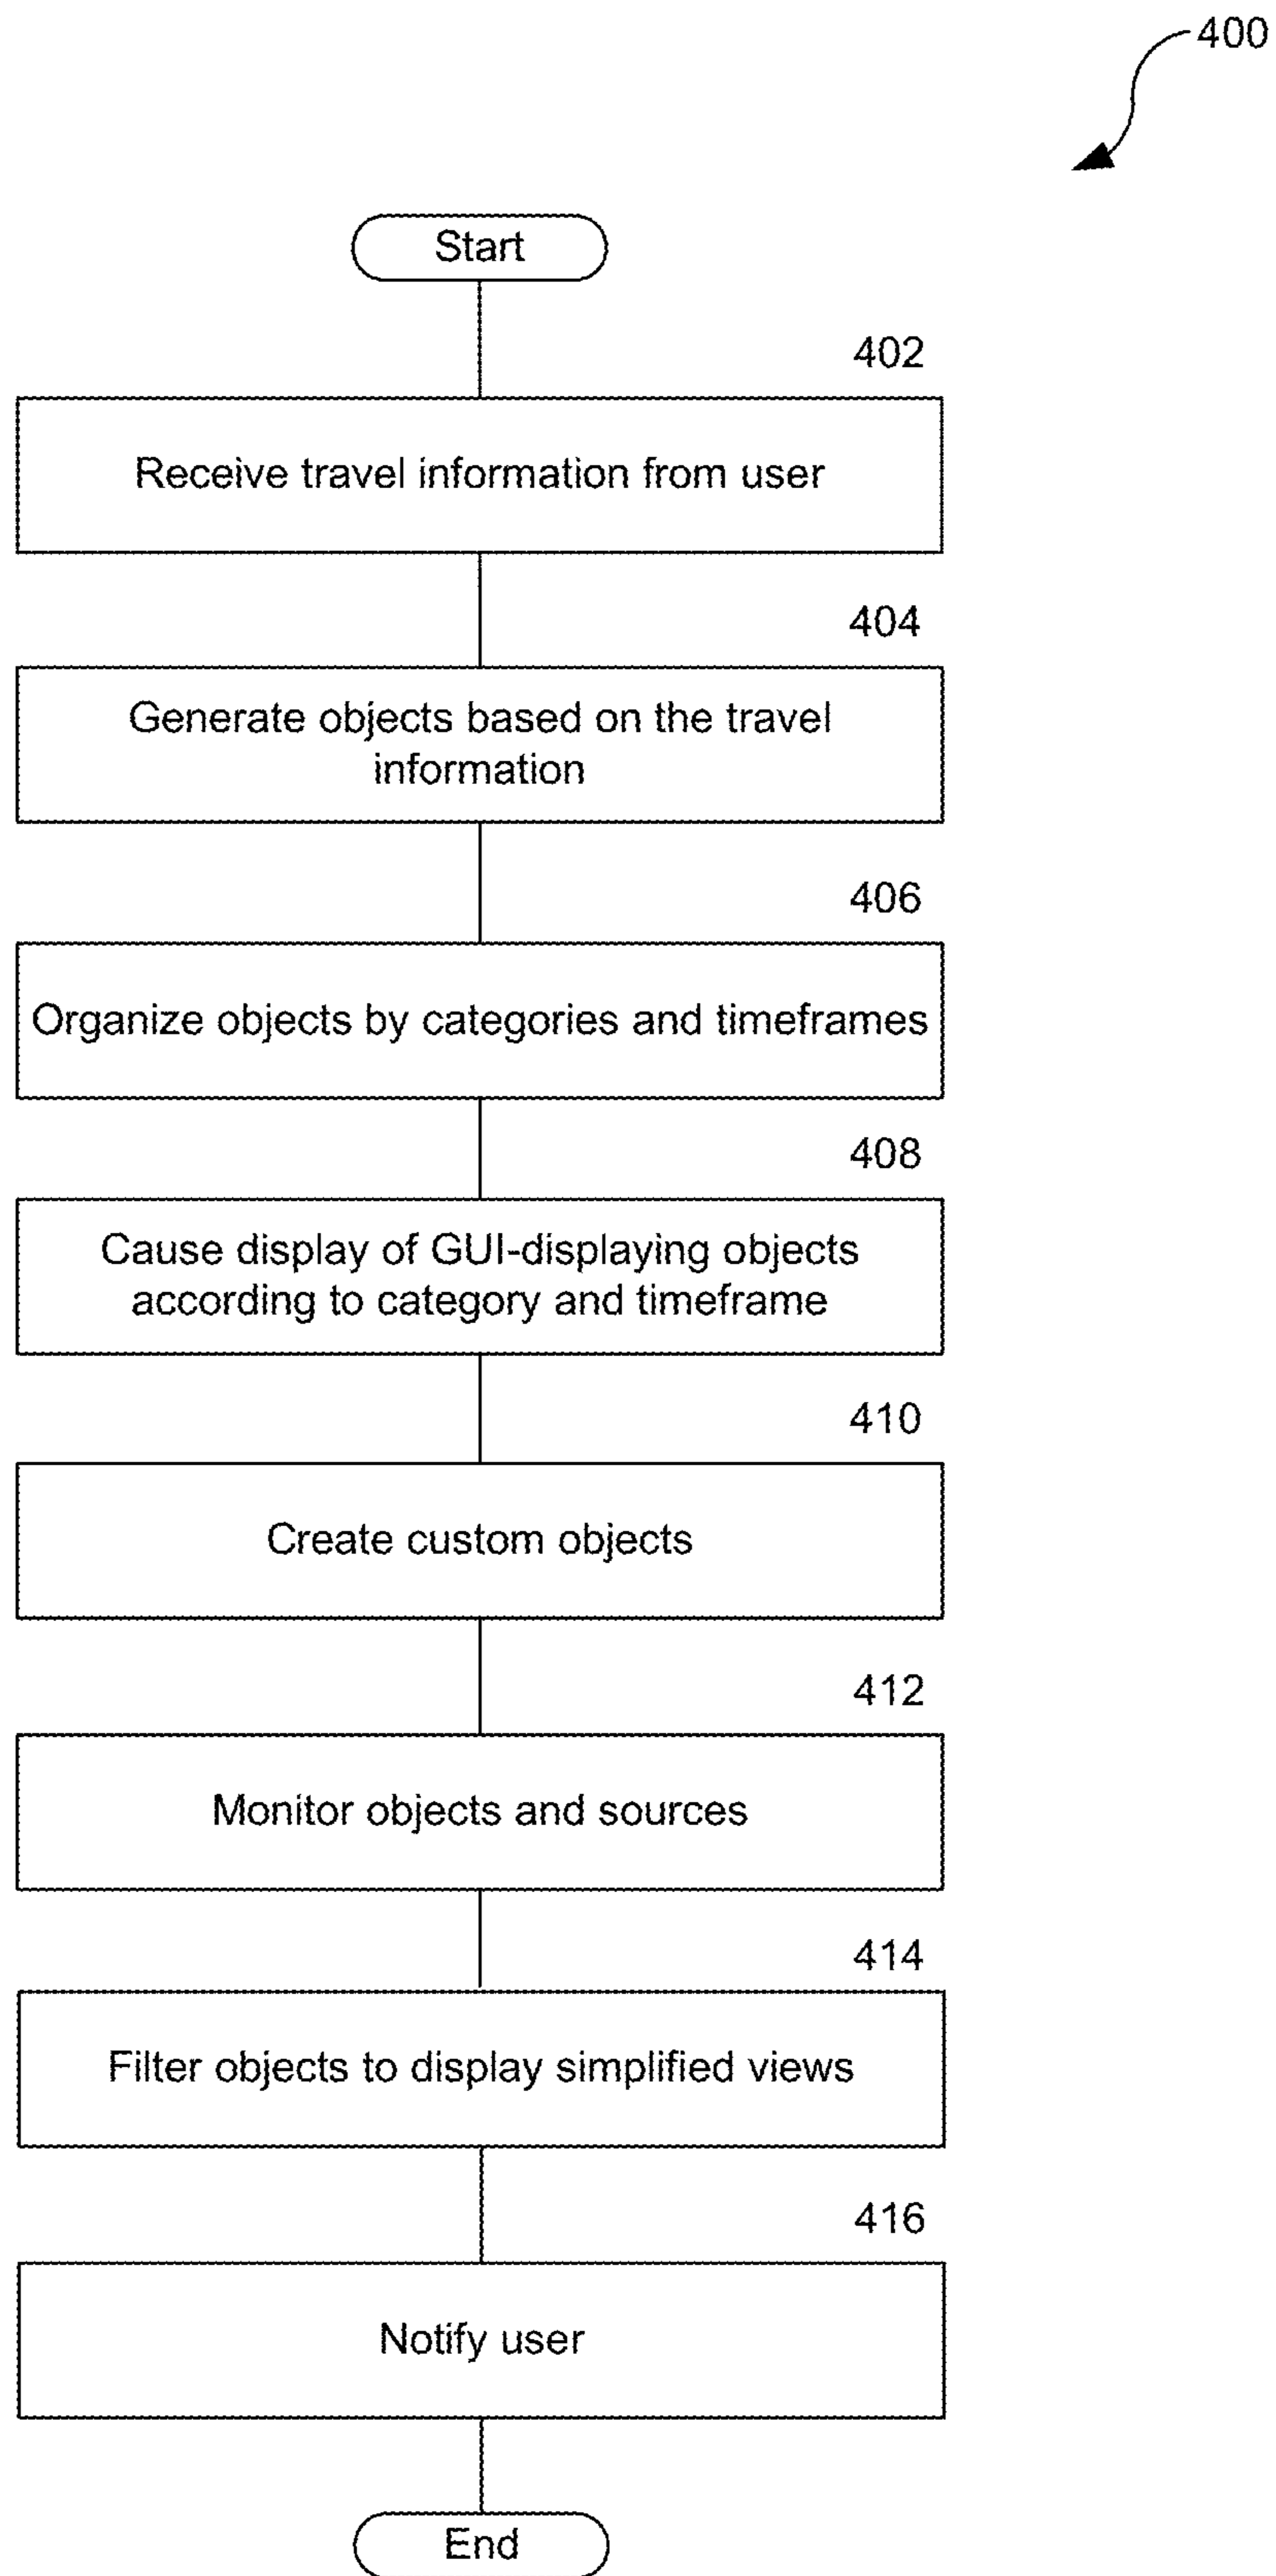 400
Start
402
Receive travel information from user
404
Generate objects based on the travel
information
406
Organize objects by categories and timeframes
408
Cause display of GUI-displaying objects
according to category and timeframe
410
Create custom objects
412
Monitor objects and sources
414
Filter objects to display simplified views
416
Notify user
End